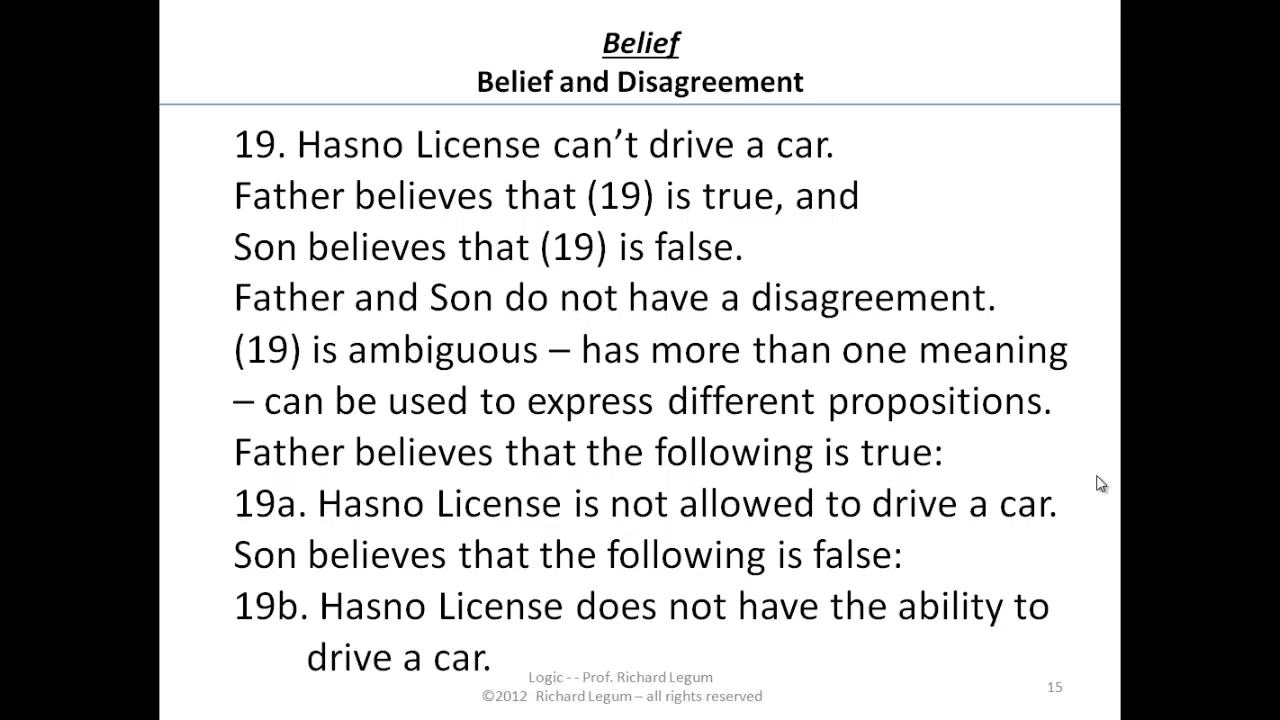 Belief
Belief and Disagreement
19. Hasno License can’t drive a car.
Father believes that (19) is true, and
Son believes that (19) is false.
Father and Son do not have a disagreement.
(19) is ambiguous – has more than one meaning
– can be used to express different propositions.
Father believes that the following is true:
19a. Hasno License is not allowed to drive a car.
Son believes that the following is false:
19b. Hasno License does not have the ability to
drive a car.
Logic - - Prof. Richard Legum
©2012 Richard Legum – all rights reserved
15